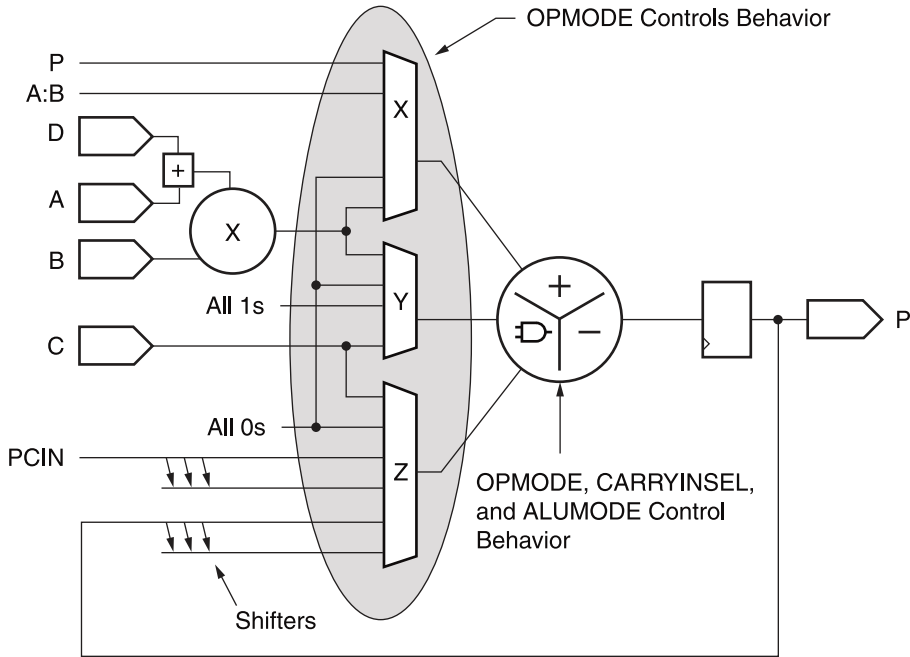 OPMODE Controls Behavior
P
A:B
X
D
+
A
X
B
All 1s
Y
+
−
P
C
All 0s
PCIN
Z
OPMODE, CARRYINSEL,
and ALUMODE Control
Behavior
Shifters